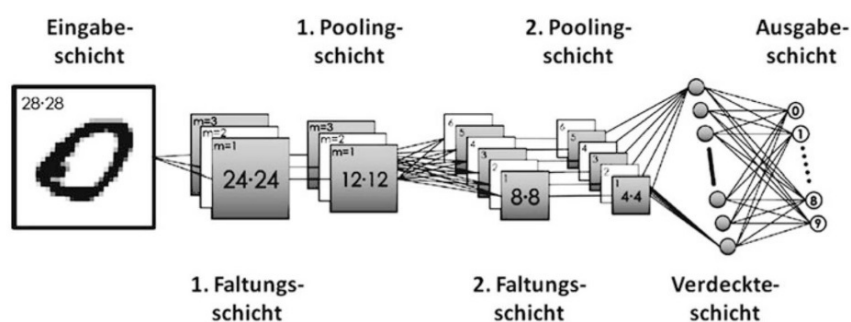 Eingabe-
schicht
1. Pooling-
schicht
2. Pooling-
schicht
Ausgabe-
schicht
28·28
m=3
m=2
m=1
24·24
m=3
m=2
m=1
12·12
6
5
4
3
2
1
8·8
6
5
4
3
2
1
4·4
0
1
8
9
1. Faltungs-
schicht
2. Faltungs-
schicht
Verdeckte-
schicht